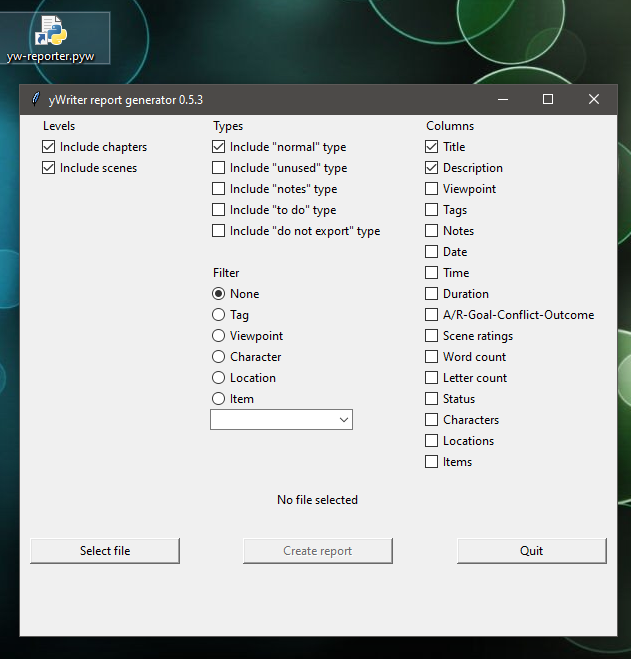 yw-reporter.pyw
yWriter report generator 0.5.3
Levels
Include chapters
Include scenes
Types
Include "normal" type
Include "unused" type
Include "notes" type
Include "to do" type
Include "do not export" type
Filter
None
Tag
Viewpoint
Character
Location
Item
Columns
Title
Description
Viewpoint
Tags
Notes
Date
Time
Duration
A/R-Goal-Conflict-Outcome
Scene ratings
Word count
Letter count
Status
Characters
Locations
Items
No file selected
Select file
Create report
Quit